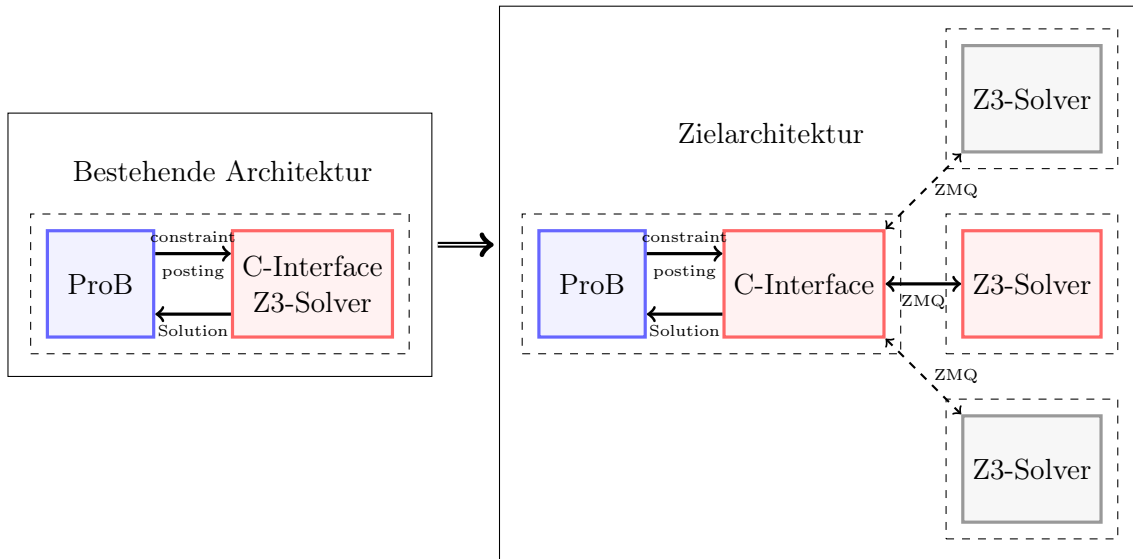 Bestehende Architektur
ProB
constraint
posting
Solution
C-Interface
Z3-Solver
Zielarchitektur
ProB
constraint
posting
Solution
C-Interface
ZMQ
Z3-Solver
ZMQ
Z3-Solver
ZMQ
Z3-Solver